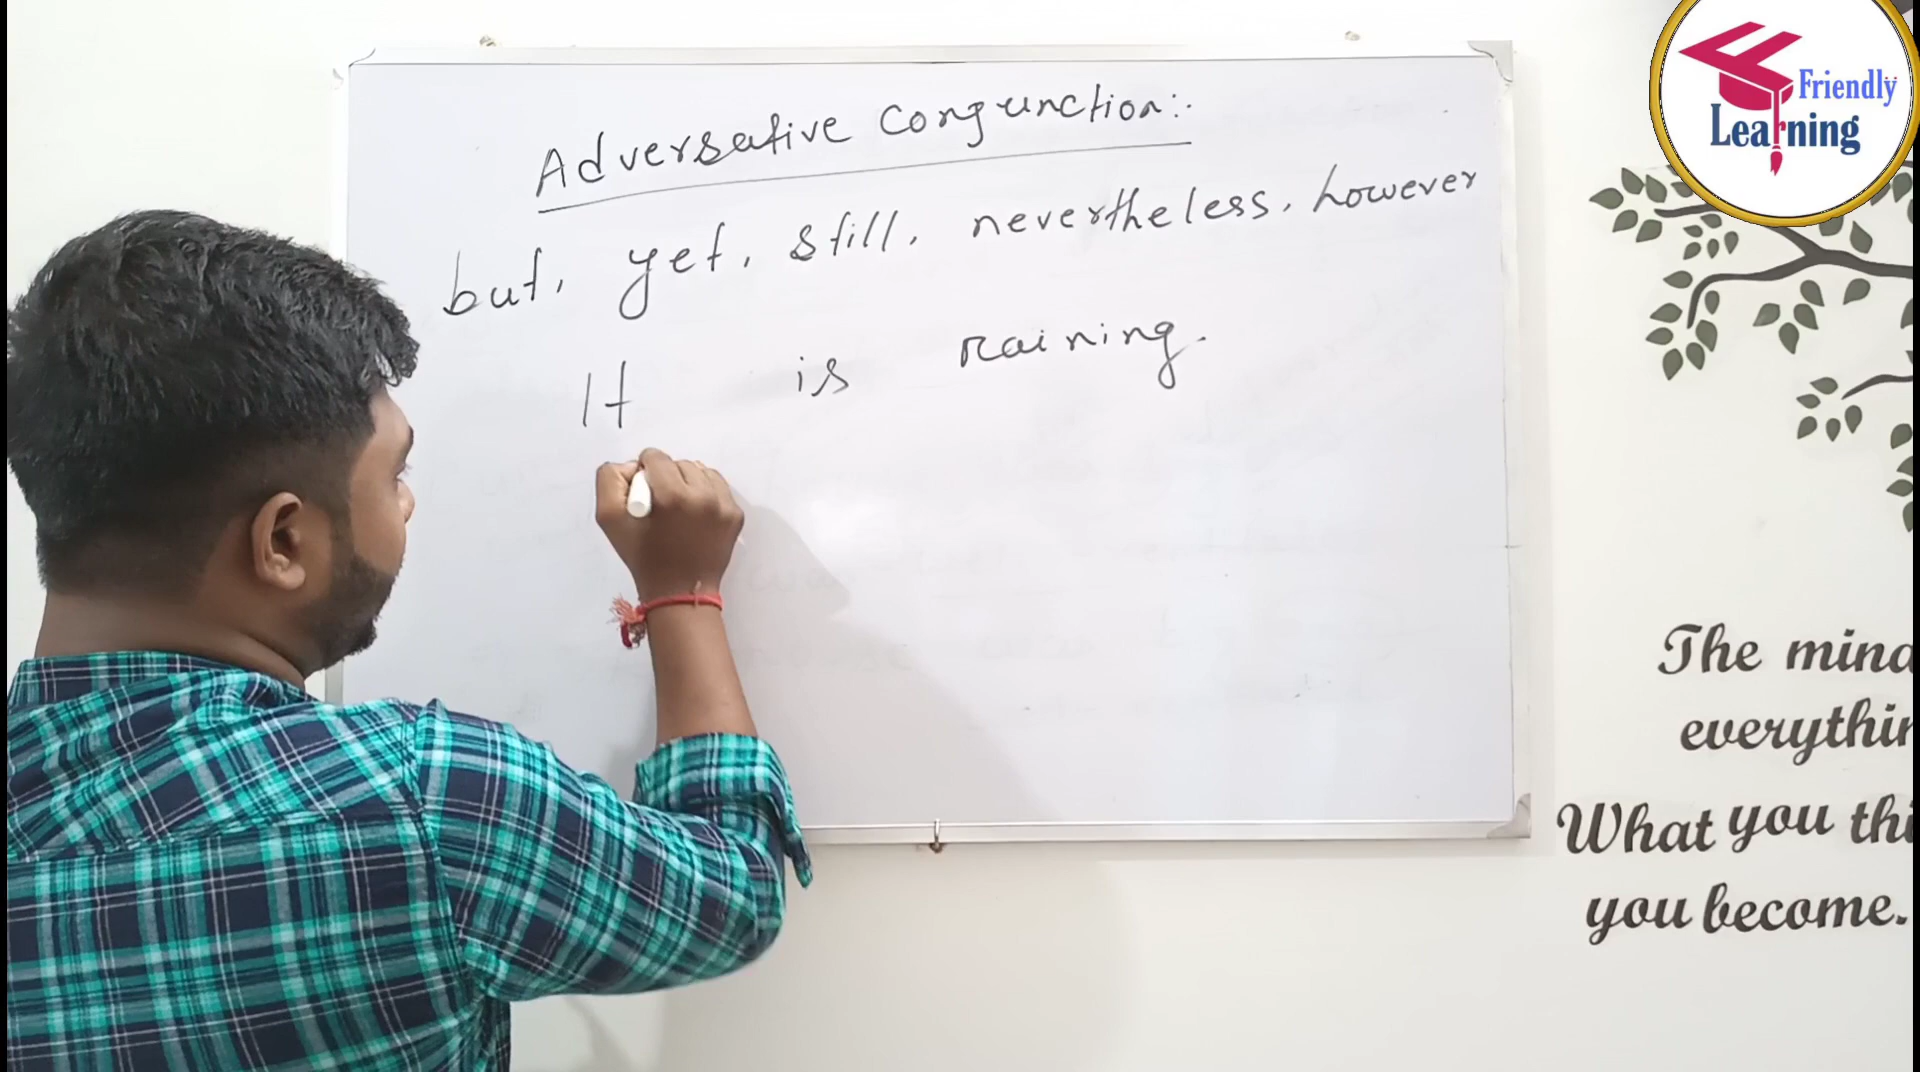 Adversative Conjunction:-
but, yet, still, nevertheless, however
It is raining.
Friendly
Learning
The mind
everythin
What you thi
you become.